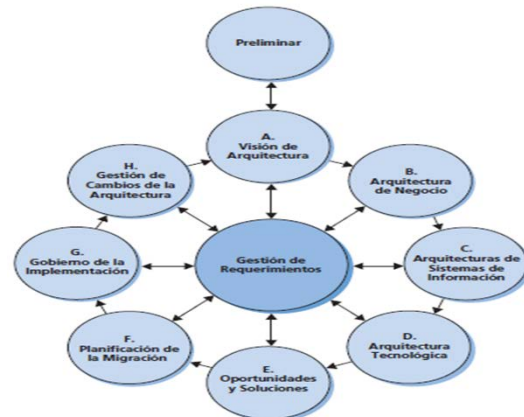 Preliminar
A.
Visión de
Arquitectura
B.
Arquitectura
de Negocio
C.
Arquitecturas de
Sistemas de
Información
D.
Arquitectura
Tecnológica
E.
Oportunidades
y Soluciones
F.
Planificación de
la Migración
G.
Gobierno de la
Implementación
H.
Gestión de
Cambios de la
Arquitectura
Gestión de
Requerimientos